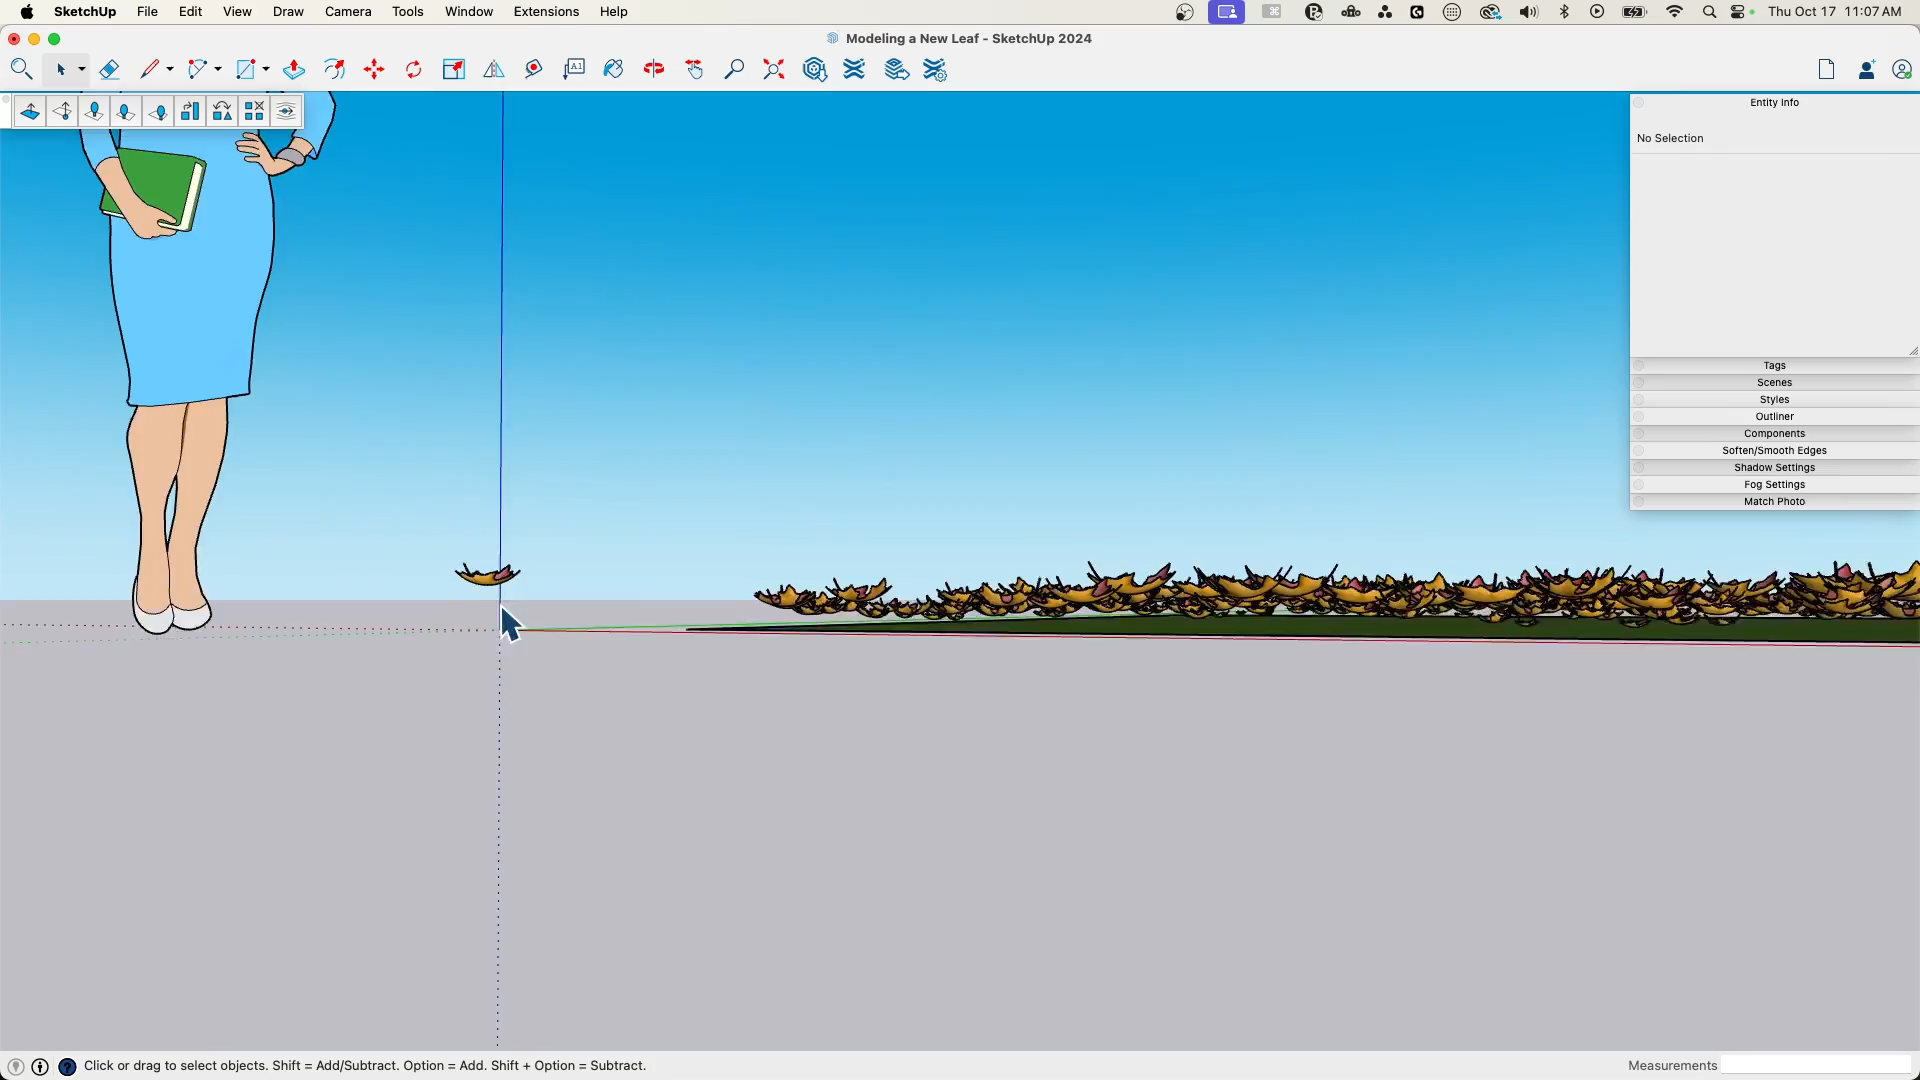 SketchUp File Edit View Draw Camera Tools Window Extensions Help Thu Oct 17 11:07 AM
Modeling a New Leaf - SketchUp 2024
A1
Entity Info
No Selection
Tags
Scenes
Styles
Outliner
Components
Soften/Smooth Edges
Shadow Settings
Fog Settings
Match Photo
Click or drag to select objects. Shift = Add/Subtract. Option = Add. Shift + Option = Subtract. Measurements